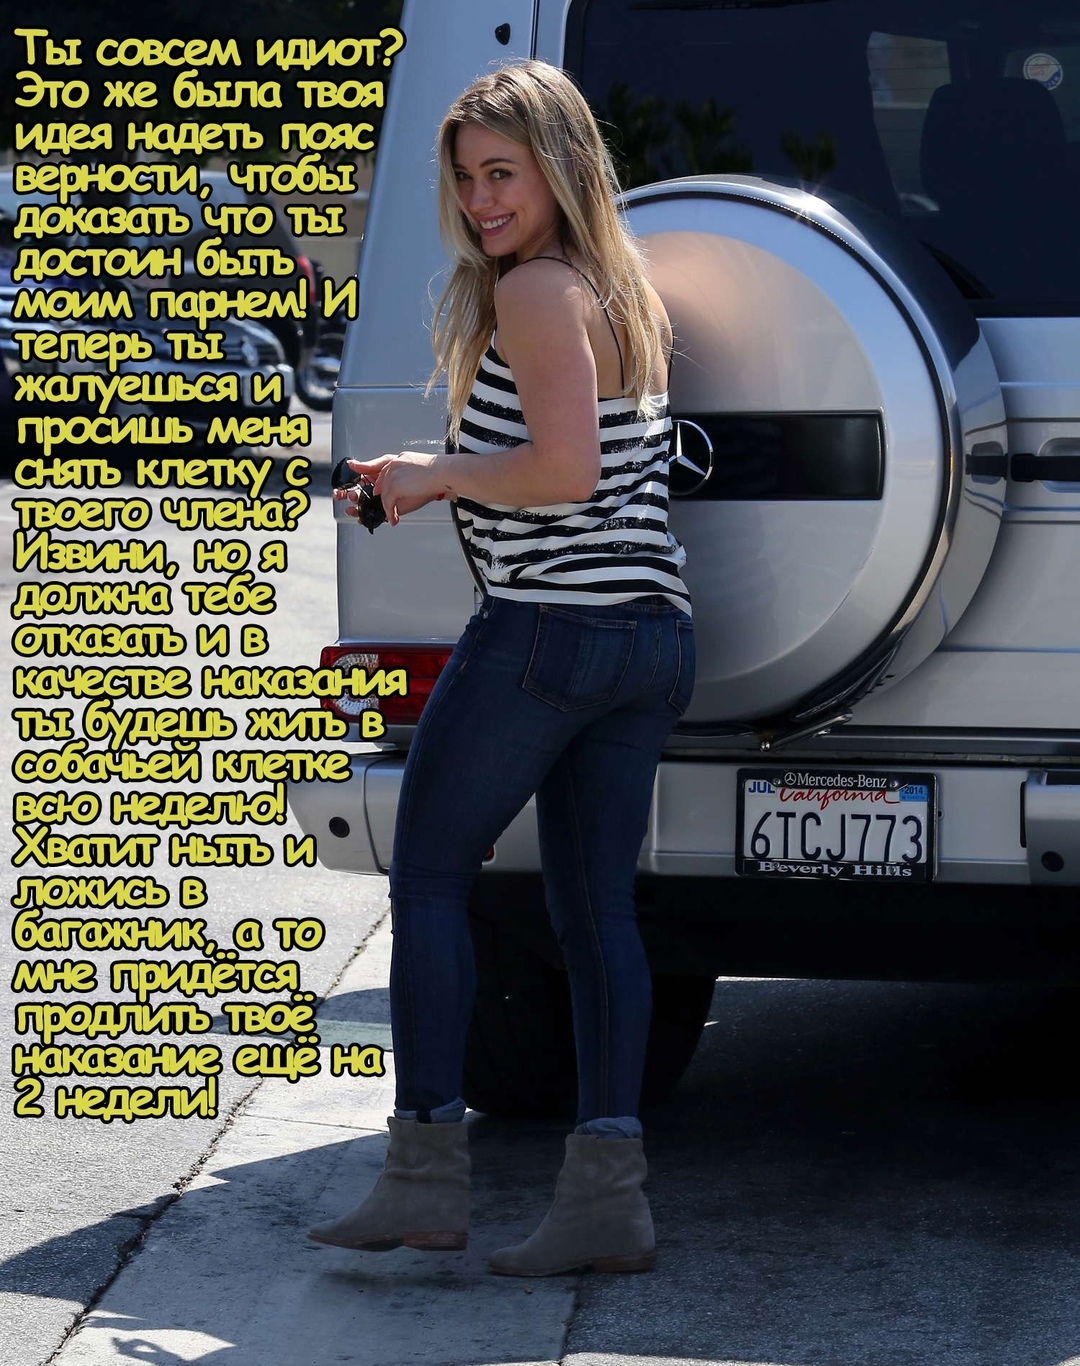 Ты совсем идиот?
Это же была твоя
идея надеть пояс
верности, чтобы
доказать что ты
достоин быть
моим парнем! И
теперь ты
жалуешься и
просишь меня
снять клетку с
твоего члена?
Извини, но я
должна тебе
отказать и в
качестве наказания
ты будешь жить в
собачьей клетке
всю неделю!
Хватит ныть и
ложись в
багажник, а то
мне придётся
продлить твоё
наказание ещё на
2 недели!
Mercedes-Benz
JUL California 2014
6TCJ773
Beverly Hills